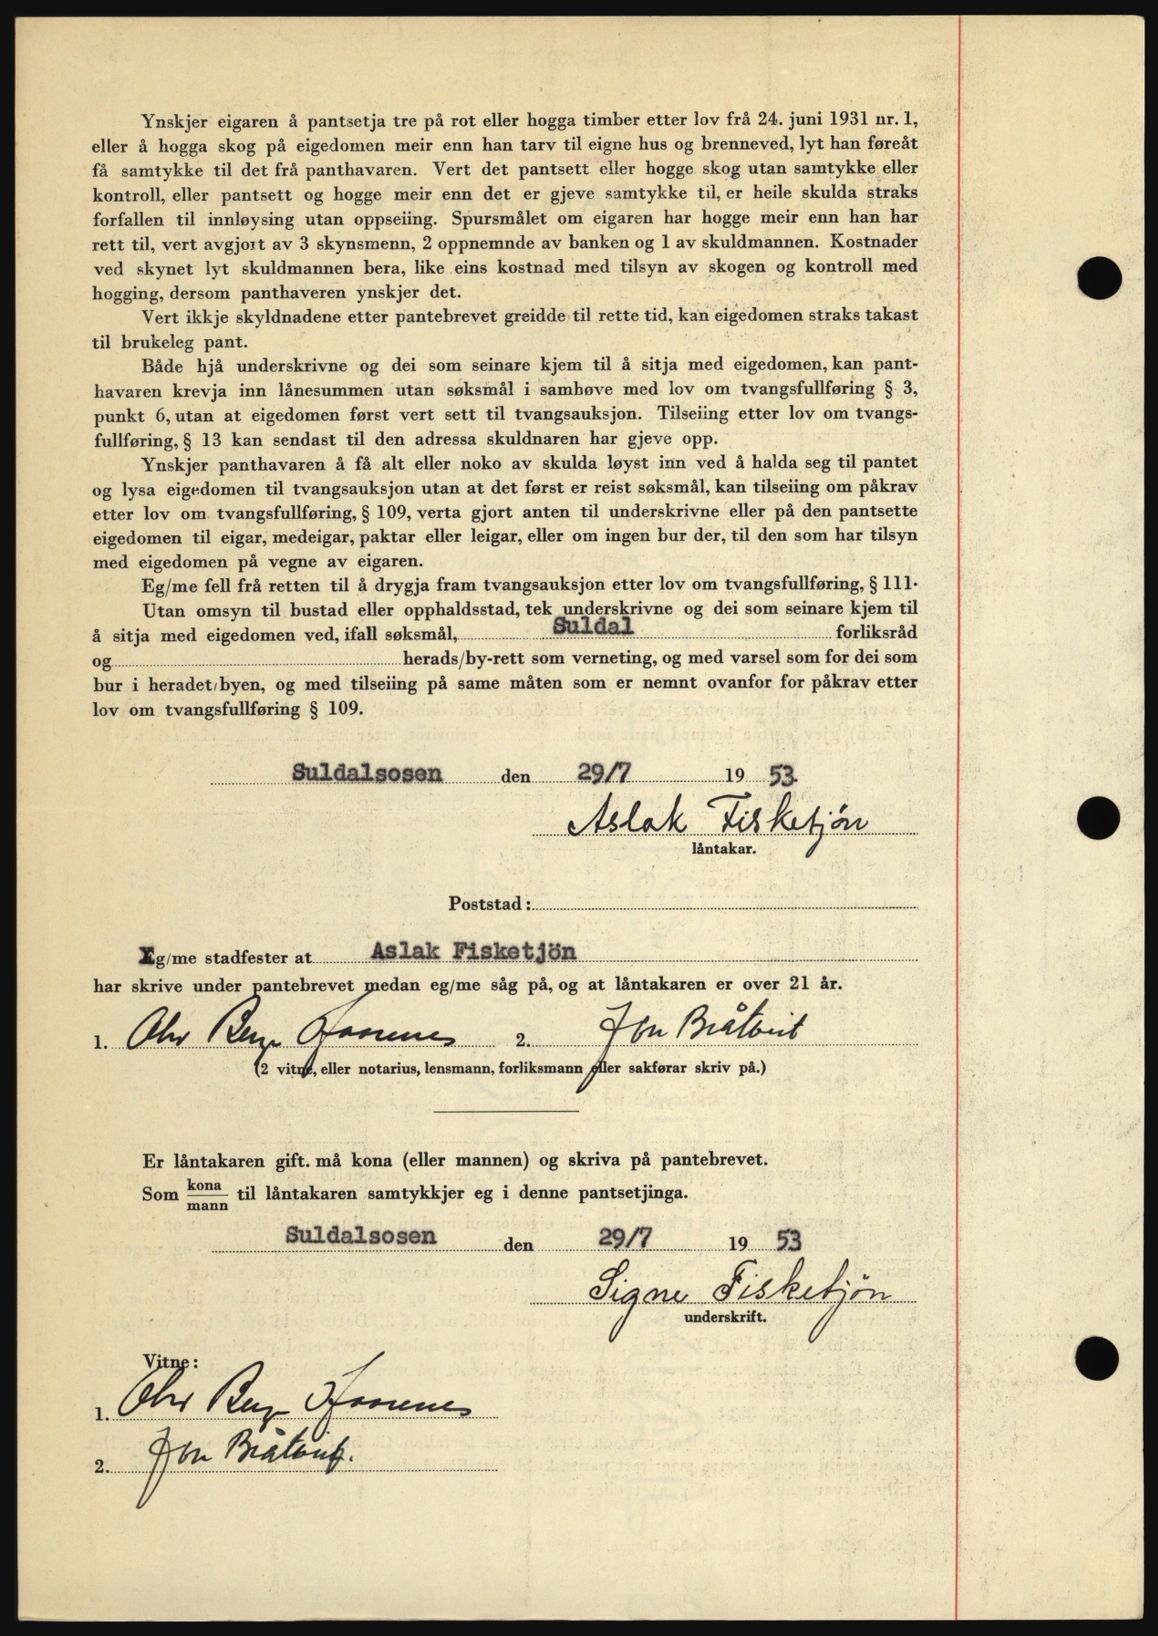 Ynskjer eigaren å pantsetja tre på rot eller hogga timber etter lov frå 24. juni 1931 nr. 1,
eller å hogga skog på eigedomen meir enn han tarv til eigne hus og brenneved, lyt han føreåt
få samtykke til det frå panthavaren. Vert det pantsett eller hogge skog utan samtykke eller
kontroll, eller pantsett og hogge meir enn det er gjeve samtykke til, er heile skulda straks
forfallen til innløysing utan oppseiing. Spursmålet om eigaren har hogge meir enn han har
rett til, vert avgjort av 3 skynsmenn, 2 oppnemnde av banken og 1 av skuldmannen. Kostnader
ved skynet lyt skuldmannen bera, like eins kostnad med tilsyn av skogen og kontroll med
hogging, dersom panthaveren ynskjer det.
Vert ikkje skyldnadene etter pantebrevet greidde til rette tid, kan eigedomen straks takast
til brukeleg pant.
Både hjå underskrivne og dei som seinare kjem til å sitja med eigedomen, kan pant-
havaren krevja inn lånesummen utan søksmål i samhøve med lov om tvangsfullføring § 3,
punkt 6, utan at eigedomen først vert sett til tvangsauksjon. Tilseiing etter lov om tvangs-
fullføring, § 13 kan sendast til den adressa skuldnaren har gjeve opp.
Ynskjer panthavaren å få alt eller noko av skulda løyst inn ved å halda seg til pantet
og lysa eigedomen til tvangsauksjon utan at det først er reist søksmål, kan tilseiing om påkrav
etter lov om tvangsfullføring, § 109, verta gjort anten til underskrivne eller på den pantsette
eigedomen til eigar, medeigar, paktar eller leigar, eller om ingen bur der, til den som har tilsyn
med eigedomen på vegne av eigaren.
Eg/me fell frå retten til å drygja fram tvangsauksjon etter lov om tvangsfullføring, § 111.
Utan omsyn til bustad eller opphaldsstad, tek underskrivne og dei som seinare kjem til
å sitja med eigedomen ved, ifall søksmål, Suldal forliksråd
og herads/by-rett som verneting, og med varsel som for dei som
bur i heradet/byen, og med tilseiing på same måten som er nemnt ovanfor for påkrav etter
lov om tvangsfullføring § 109.
Suldalsosen den 29/7 19 53.
Aslak Fisketjön
låntakar.
Poststad:
Eg/me stadfester at Aslak Fisketjön
har skrive under pantebrevet medan eg/me såg på, og at låntakaren er over 21 år.
1. Olav Berge 2. Jon Bråtveit
(2 vitne, eller notarius, lensmann, forliksmann eller sakførar skriv på.)
Er låntakaren gift. må kona (eller mannen) og skriva på pantebrevet.
Som kona/mann til låntakaren samtykkjer eg i denne pantsetjinga.
Suldalsosen den 29/7 19 53
Signe Fisketjön
underskrift.
Vitne:
1. Olav Berge
2. Jon Bråtveit.